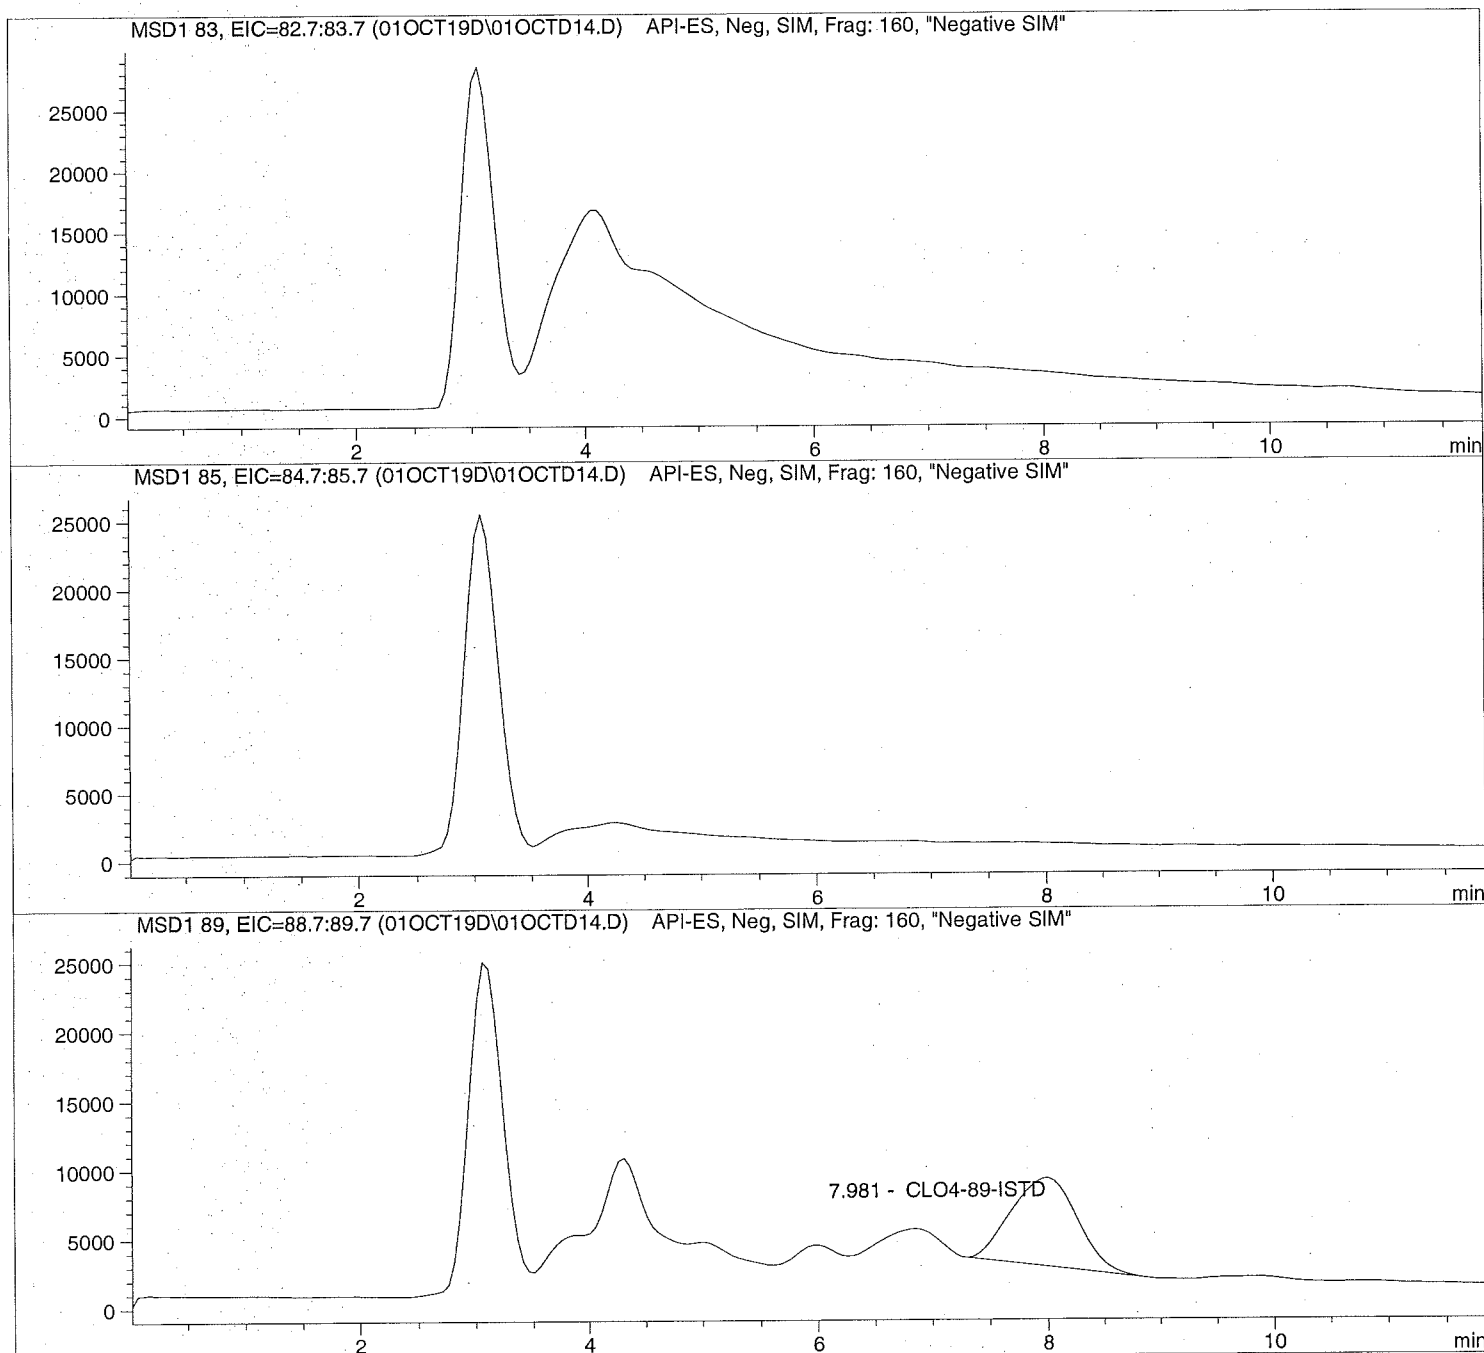 MSD1 83, EIC=82.7:83.7 (01OCT19D\01OCTD14.D) API-ES, Neg, SIM, Frag: 160, "Negative SIM"
25000
20000
15000
10000
5000
0
2 4 6 8 10 min
MSD1 85, EIC=84.7:85.7 (01OCT19D\01OCTD14.D) API-ES, Neg, SIM, Frag: 160, "Negative SIM"
25000
20000
15000
10000
5000
0
2 4 6 8 10 min
MSD1 89, EIC=88.7:89.7 (01OCT19D\01OCTD14.D) API-ES, Neg, SIM, Frag: 160, "Negative SIM"
25000
20000
15000
10000
7.981 - CLO4-89-ISTD
5000
0
2 4 6 8 10 min